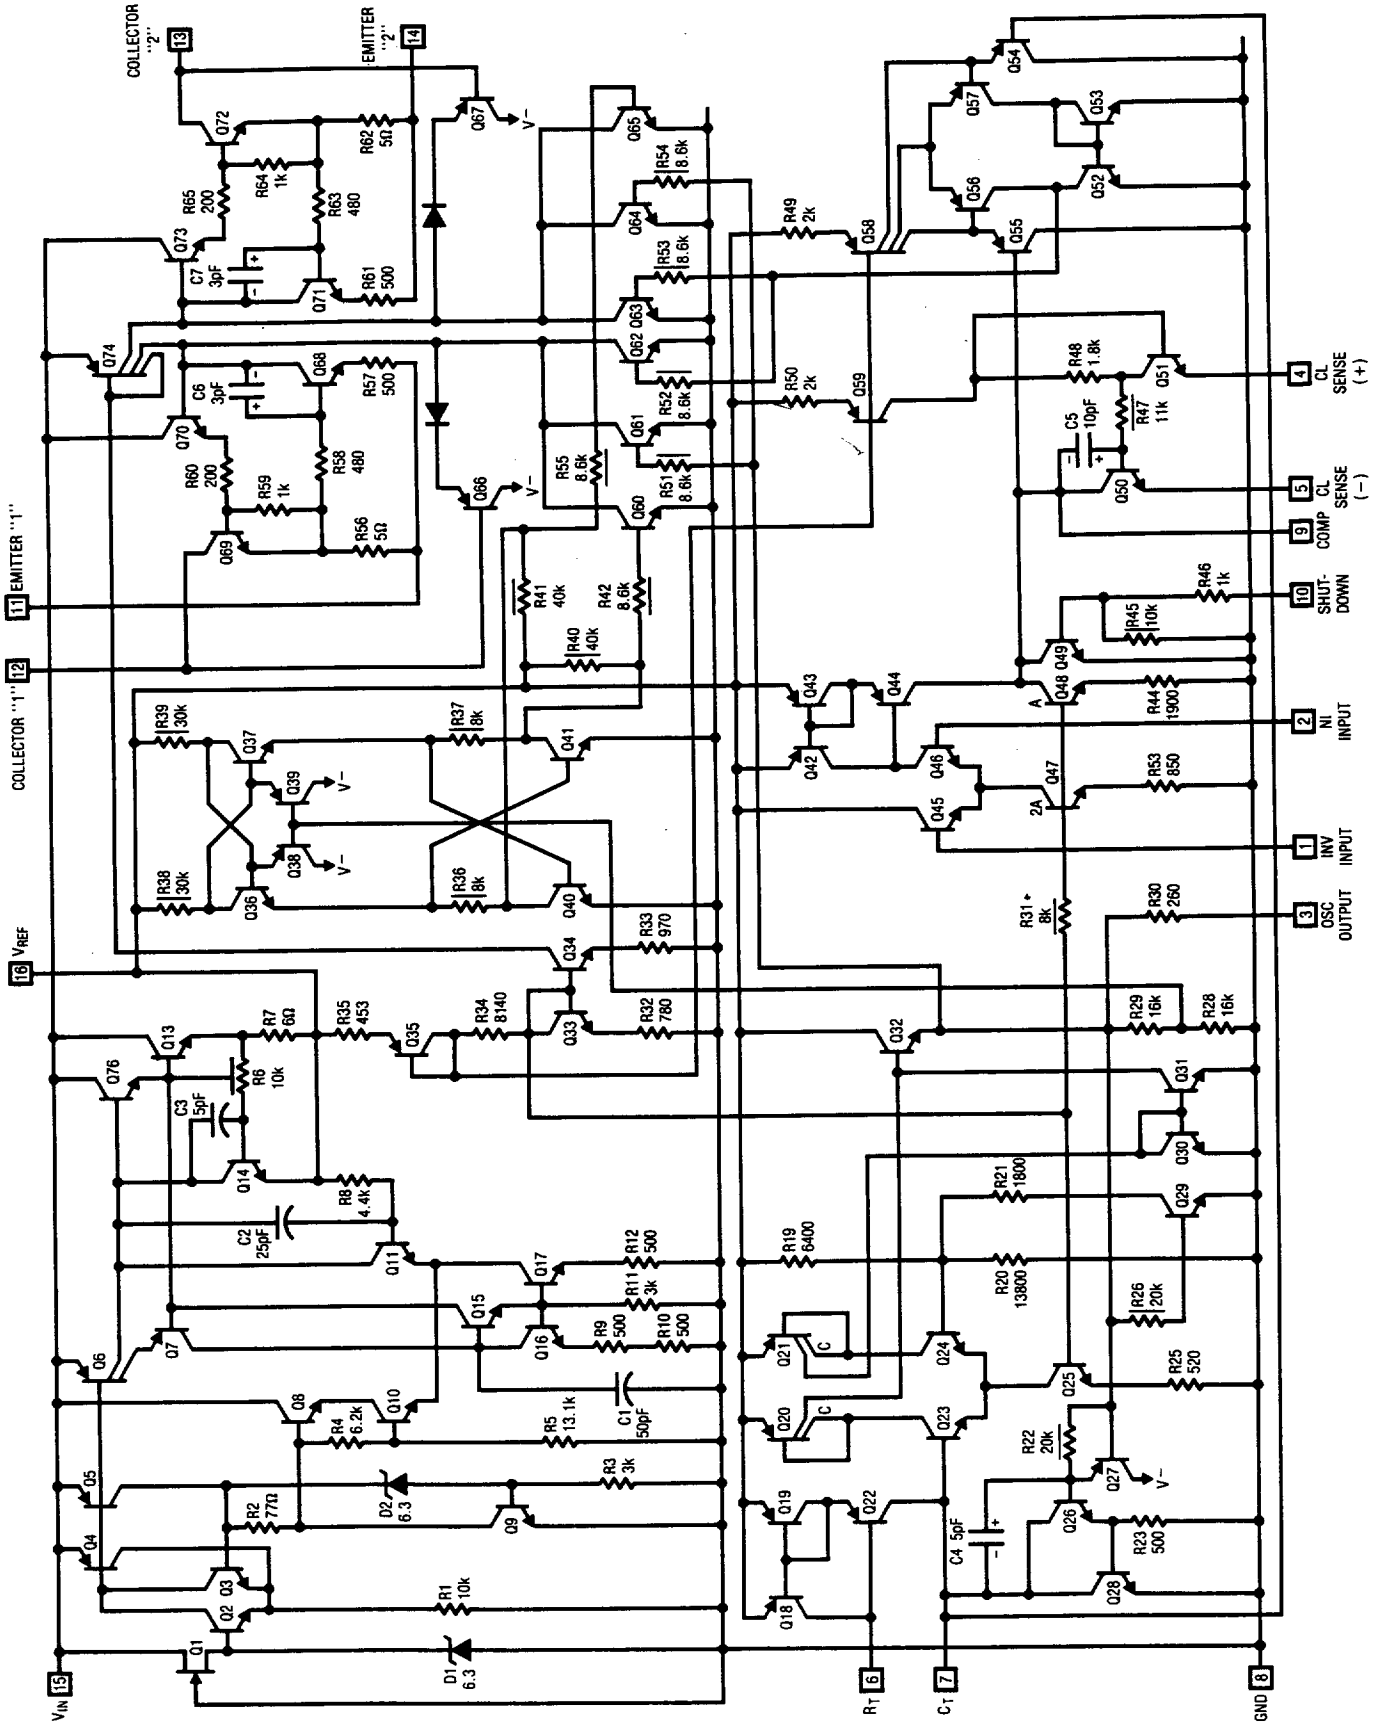 V_IN
15
Q1
Q2
Q3
Q4
Q5
Q6
Q7
Q76
Q13
16
V_REF
COLLECTOR "1"
12
11
EMITTER "1"
COLLECTOR
"2"
13
EMITTER
"2"
14
D1
6.3
R1
10k
R2
77Ω
D2
6.3
Q9
R3
3k
Q8
R4
6.2k
Q10
R5
13.1k
C1
50pF
Q16
R9
500
R10
500
Q15
R11
3k
Q17
R12
500
Q11
C2
25pF
R8
4.4k
Q14
C3
5pF
R6
10k
R7
6Ω
R35
453
Q35
R34
8140
Q33
R32
780
Q34
R33
970
R38
30k
R39
30k
Q36
Q37
Q38
Q39
V−
V−
R36
8k
R37
8k
Q40
Q41
R41
40k
R40
40k
R42
8.6k
R55
8.6k
Q66
V−
Q69
R60
200
R59
1k
R56
5Ω
Q70
R58
480
C6
3pF
Q68
R57
500
Q74
Q73
C7
3pF
Q71
R61
500
R65
200
R64
1k
R63
480
Q72
R62
5Ω
Q67
V−
Q60
Q61
R51
8.6k
Q62
R52
8.6k
Q63
R53
8.6k
Q64
R54
8.6k
Q65
R_T
6
C_T
7
GND
8
Q18
Q19
Q22
Q20
C
Q21
C
Q23
Q24
R19
6400
R20
13800
R21
1800
C4
5pF
Q28
Q26
R23
500
Q27
V−
R22
20k
Q25
R25
520
R26
20k
Q29
Q30
Q31
Q32
R29
16k
R28
16k
R31
8k
R30
260
3
OSC
OUTPUT
Q45
Q46
Q42
Q43
Q44
2A
Q47
R53
850
A
Q48
R44
1900
Q49
R45
10k
R46
1k
1
INV
INPUT
2
NI
INPUT
10
SHUT-
DOWN
9
COMP
5
CL
SENSE
(−)
4
CL
SENSE
(+)
Q50
C5
10pF
R47
11k
R48
1.8k
Q51
R50
2k
Q59
R49
2k
Q58
Q55
Q56
Q57
Q54
Q52
Q53